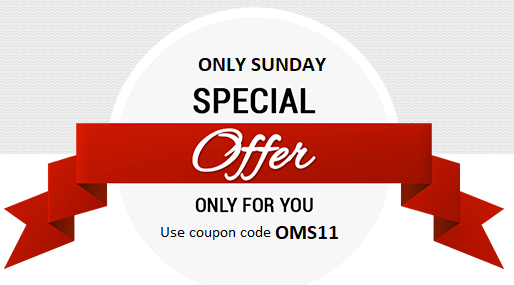 ONLY SUNDAY
SPECIAL
Offer
ONLY FOR YOU
Use coupon code OMS11